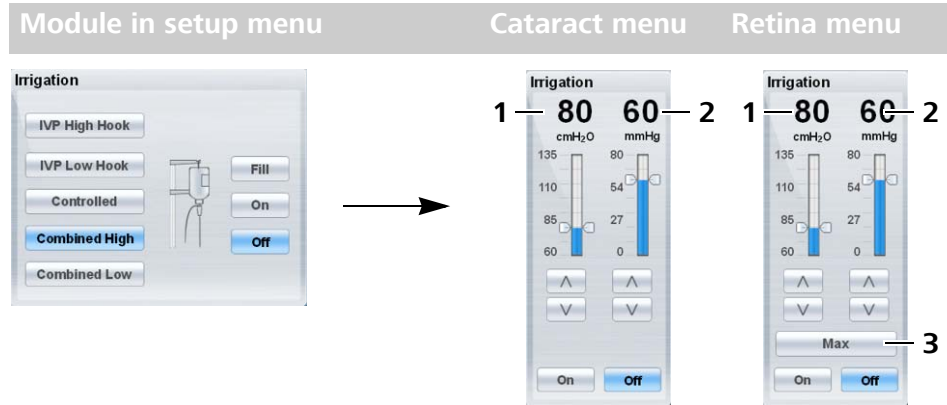 Module in setup menu
Cataract menu
Retina menu
Irrigation
IVP High Hook
IVP Low Hook
Controlled
Combined High
Combined Low
Fill
On
Off
Irrigation
1
80
60
2
cmH₂O
mmHg
135
80
110
54
85
27
60
0
On
Off
Irrigation
1
80
60
2
cmH₂O
mmHg
135
80
110
54
85
27
60
0
Max
3
On
Off